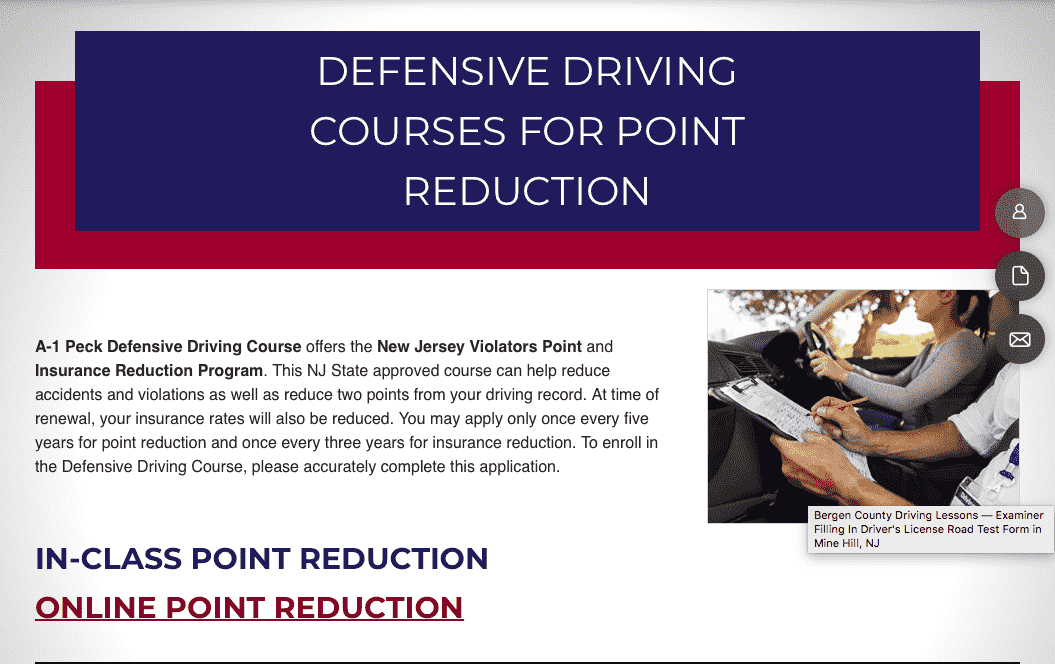 DEFENSIVE DRIVING
COURSES FOR POINT
REDUCTION
A-1 Peck Defensive Driving Course offers the New Jersey Violators Point and
Insurance Reduction Program. This NJ State approved course can help reduce
accidents and violations as well as reduce two points from your driving record. At time of
renewal, your insurance rates will also be reduced. You may apply only once every five
years for point reduction and once every three years for insurance reduction. To enroll in
the Defensive Driving Course, please accurately complete this application.
Bergen County Driving Lessons — Examiner
Filling In Driver's License Road Test Form in
Mine Hill, NJ
IN-CLASS POINT REDUCTION
ONLINE POINT REDUCTION